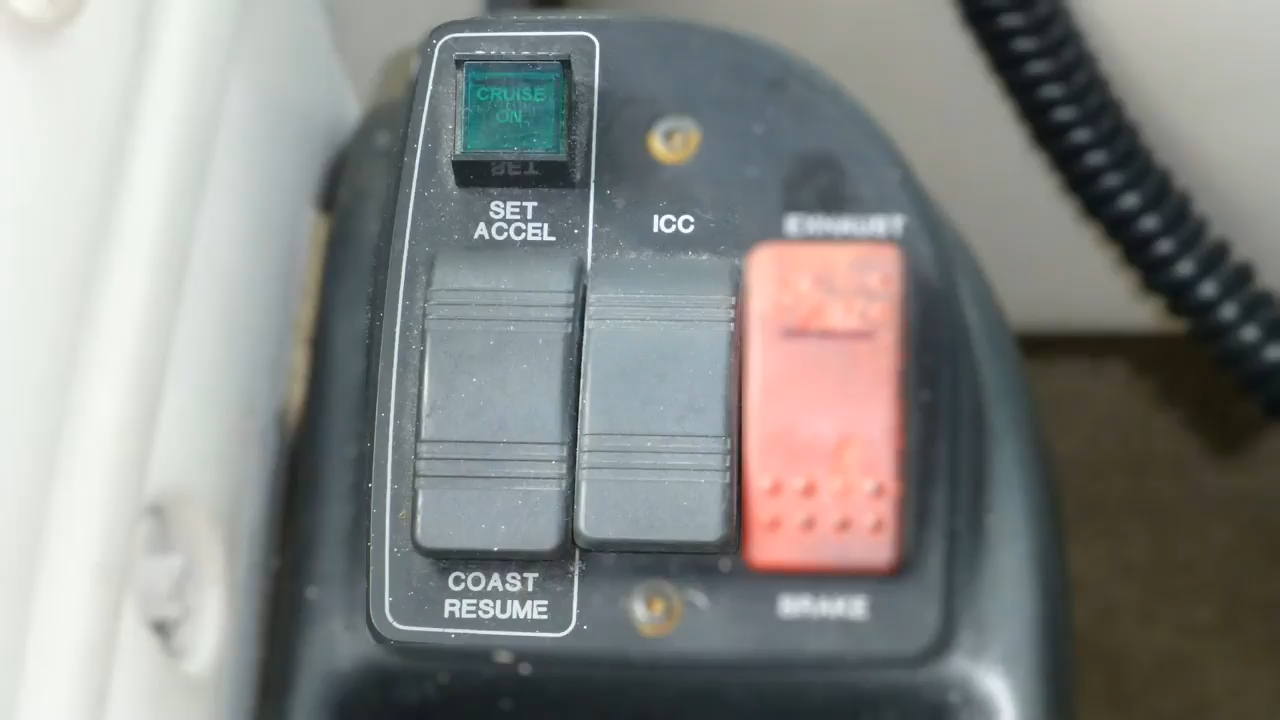 CRUISE
ON
SET
ACCEL
ICC
EXHAUST
COAST
RESUME
BRAKE